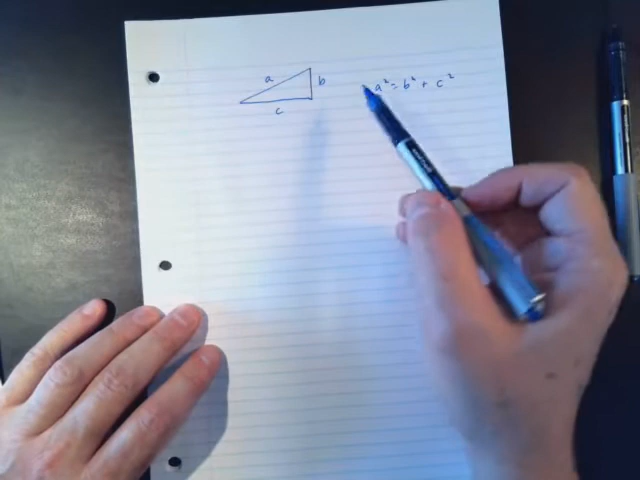 a
b
c
a² = b² + c²